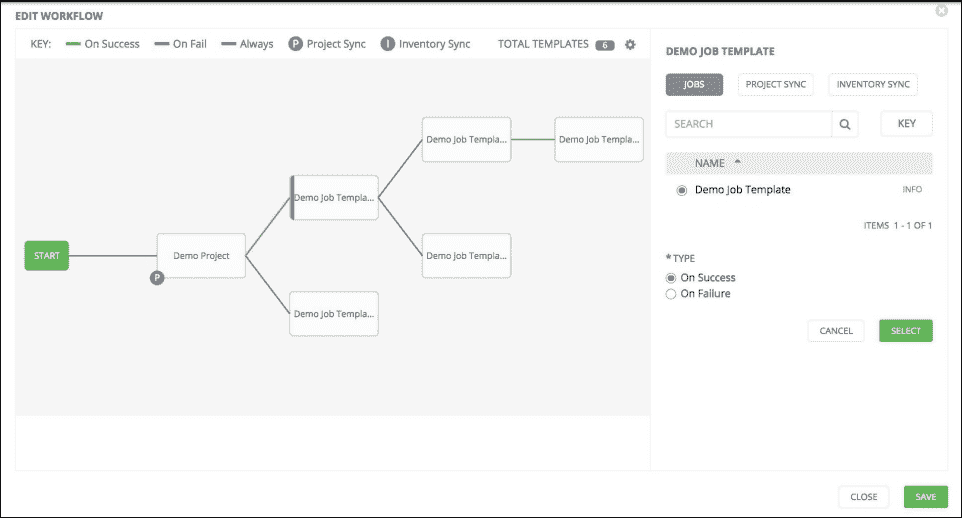 EDIT WORKFLOW
KEY: On Success On Fail Always P Project Sync I Inventory Sync TOTAL TEMPLATES 6
Demo Job Templa... Demo Job Templa...
Demo Job Templa...
START Demo Project Demo Job Templa...
P
Demo Job Templa...
DEMO JOB TEMPLATE
JOBS PROJECT SYNC INVENTORY SYNC
SEARCH KEY
NAME
Demo Job Template INFO
ITEMS 1 - 1 OF 1
* TYPE
On Success
On Failure
CANCEL SELECT
CLOSE SAVE